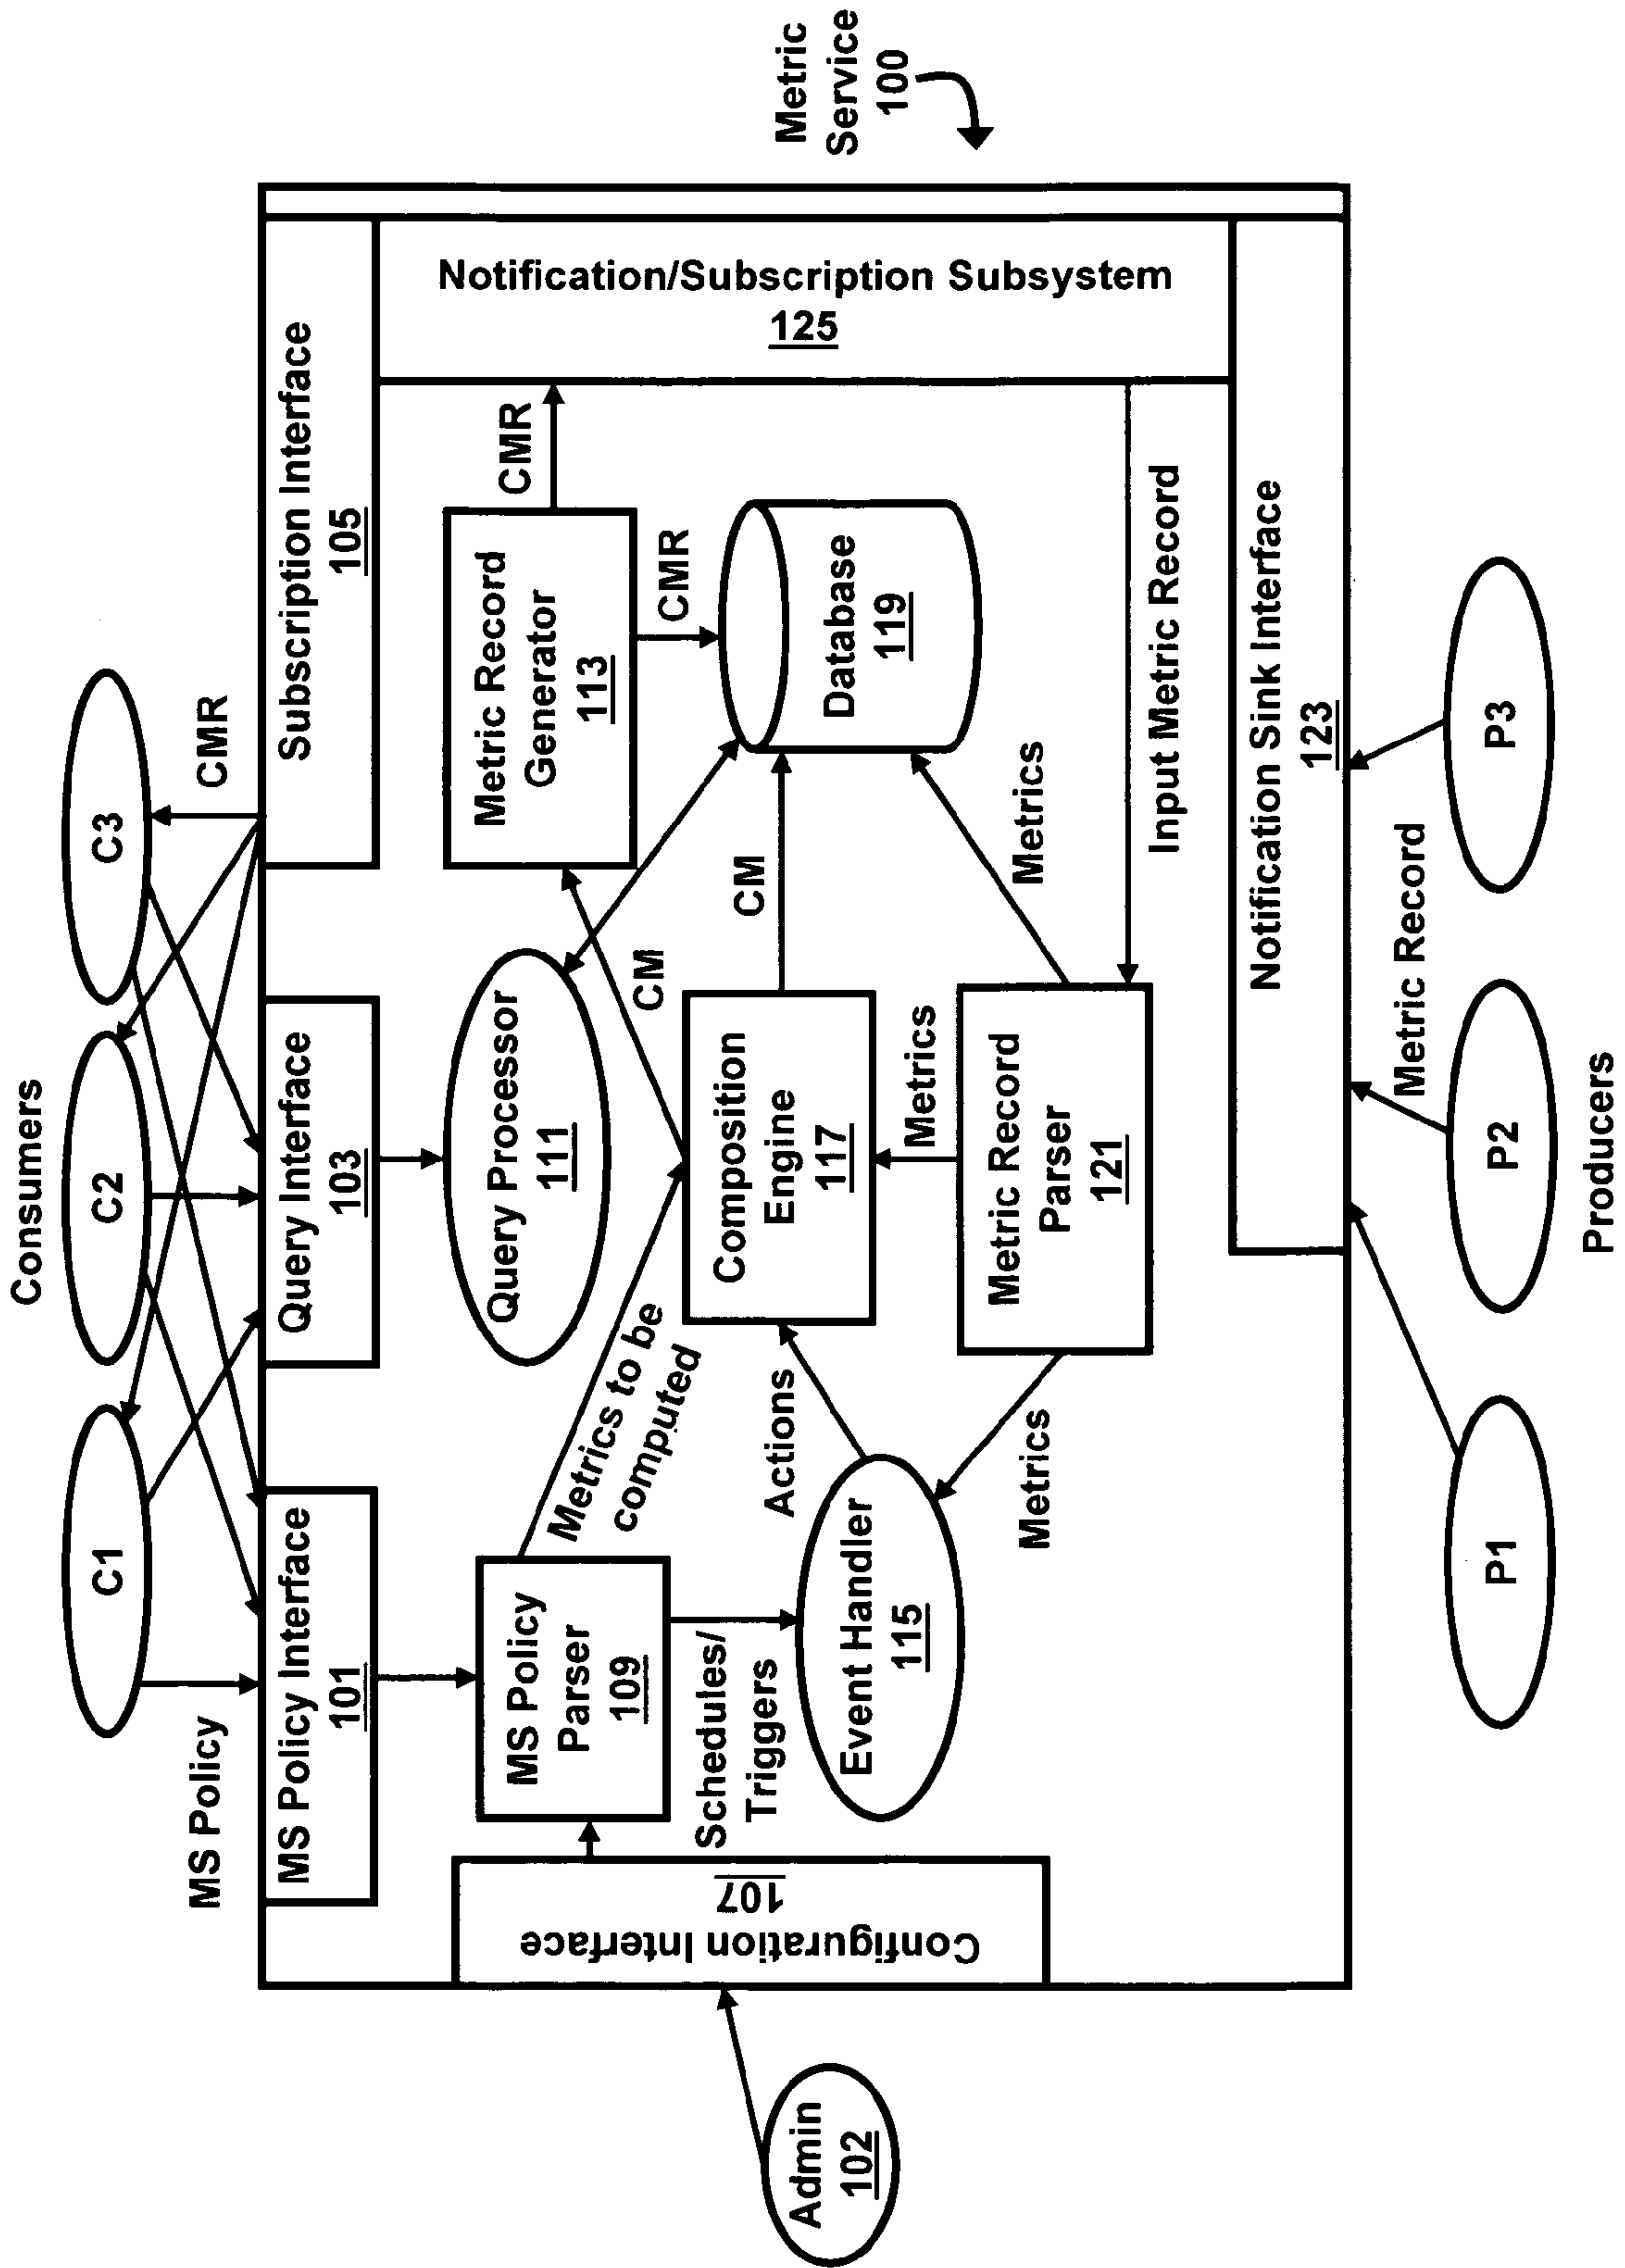 Consumers
C1
C2
C3
MS Policy
CMR
MS Policy Interface
101
Query Interface
103
Subscription Interface
105
Metric
Service
100
Admin
102
Configuration Interface
107
MS Policy
Parser
109
Query Processor
111
Metric Record
Generator
113
CMR
CMR
Notification/Subscription Subsystem
125
Metrics to be
computed
CM
CM
Schedules/
Triggers
Actions
Event Handler
115
Composition
Engine
117
Database
119
Metrics
Metrics
Metrics
Metric Record
Parser
121
Input Metric Record
Notification Sink Interface
123
Metric Record
P1
P2
P3
Producers